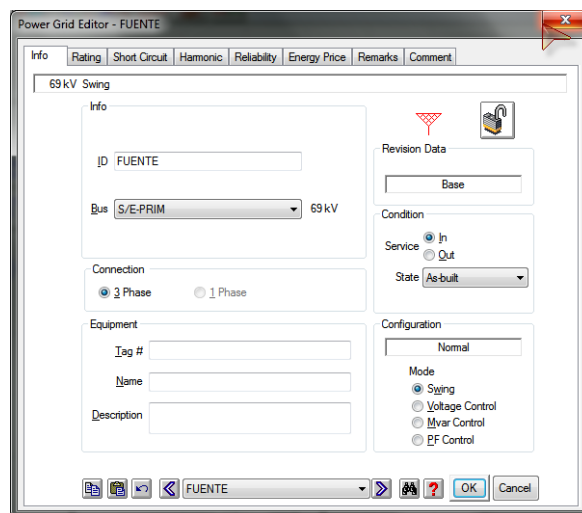 Power Grid Editor - FUENTE
Info Rating Short Circuit Harmonic Reliability Energy Price Remarks Comment
69 kV Swing
Info
ID FUENTE
Bus S/E-PRIM 69 kV
Connection
3 Phase 1 Phase
Equipment
Tag #
Name
Description
Revision Data
Base
Condition
Service In
Out
State As-built
Configuration
Normal
Mode
Swing
Voltage Control
Mvar Control
PF Control
FUENTE ? OK Cancel